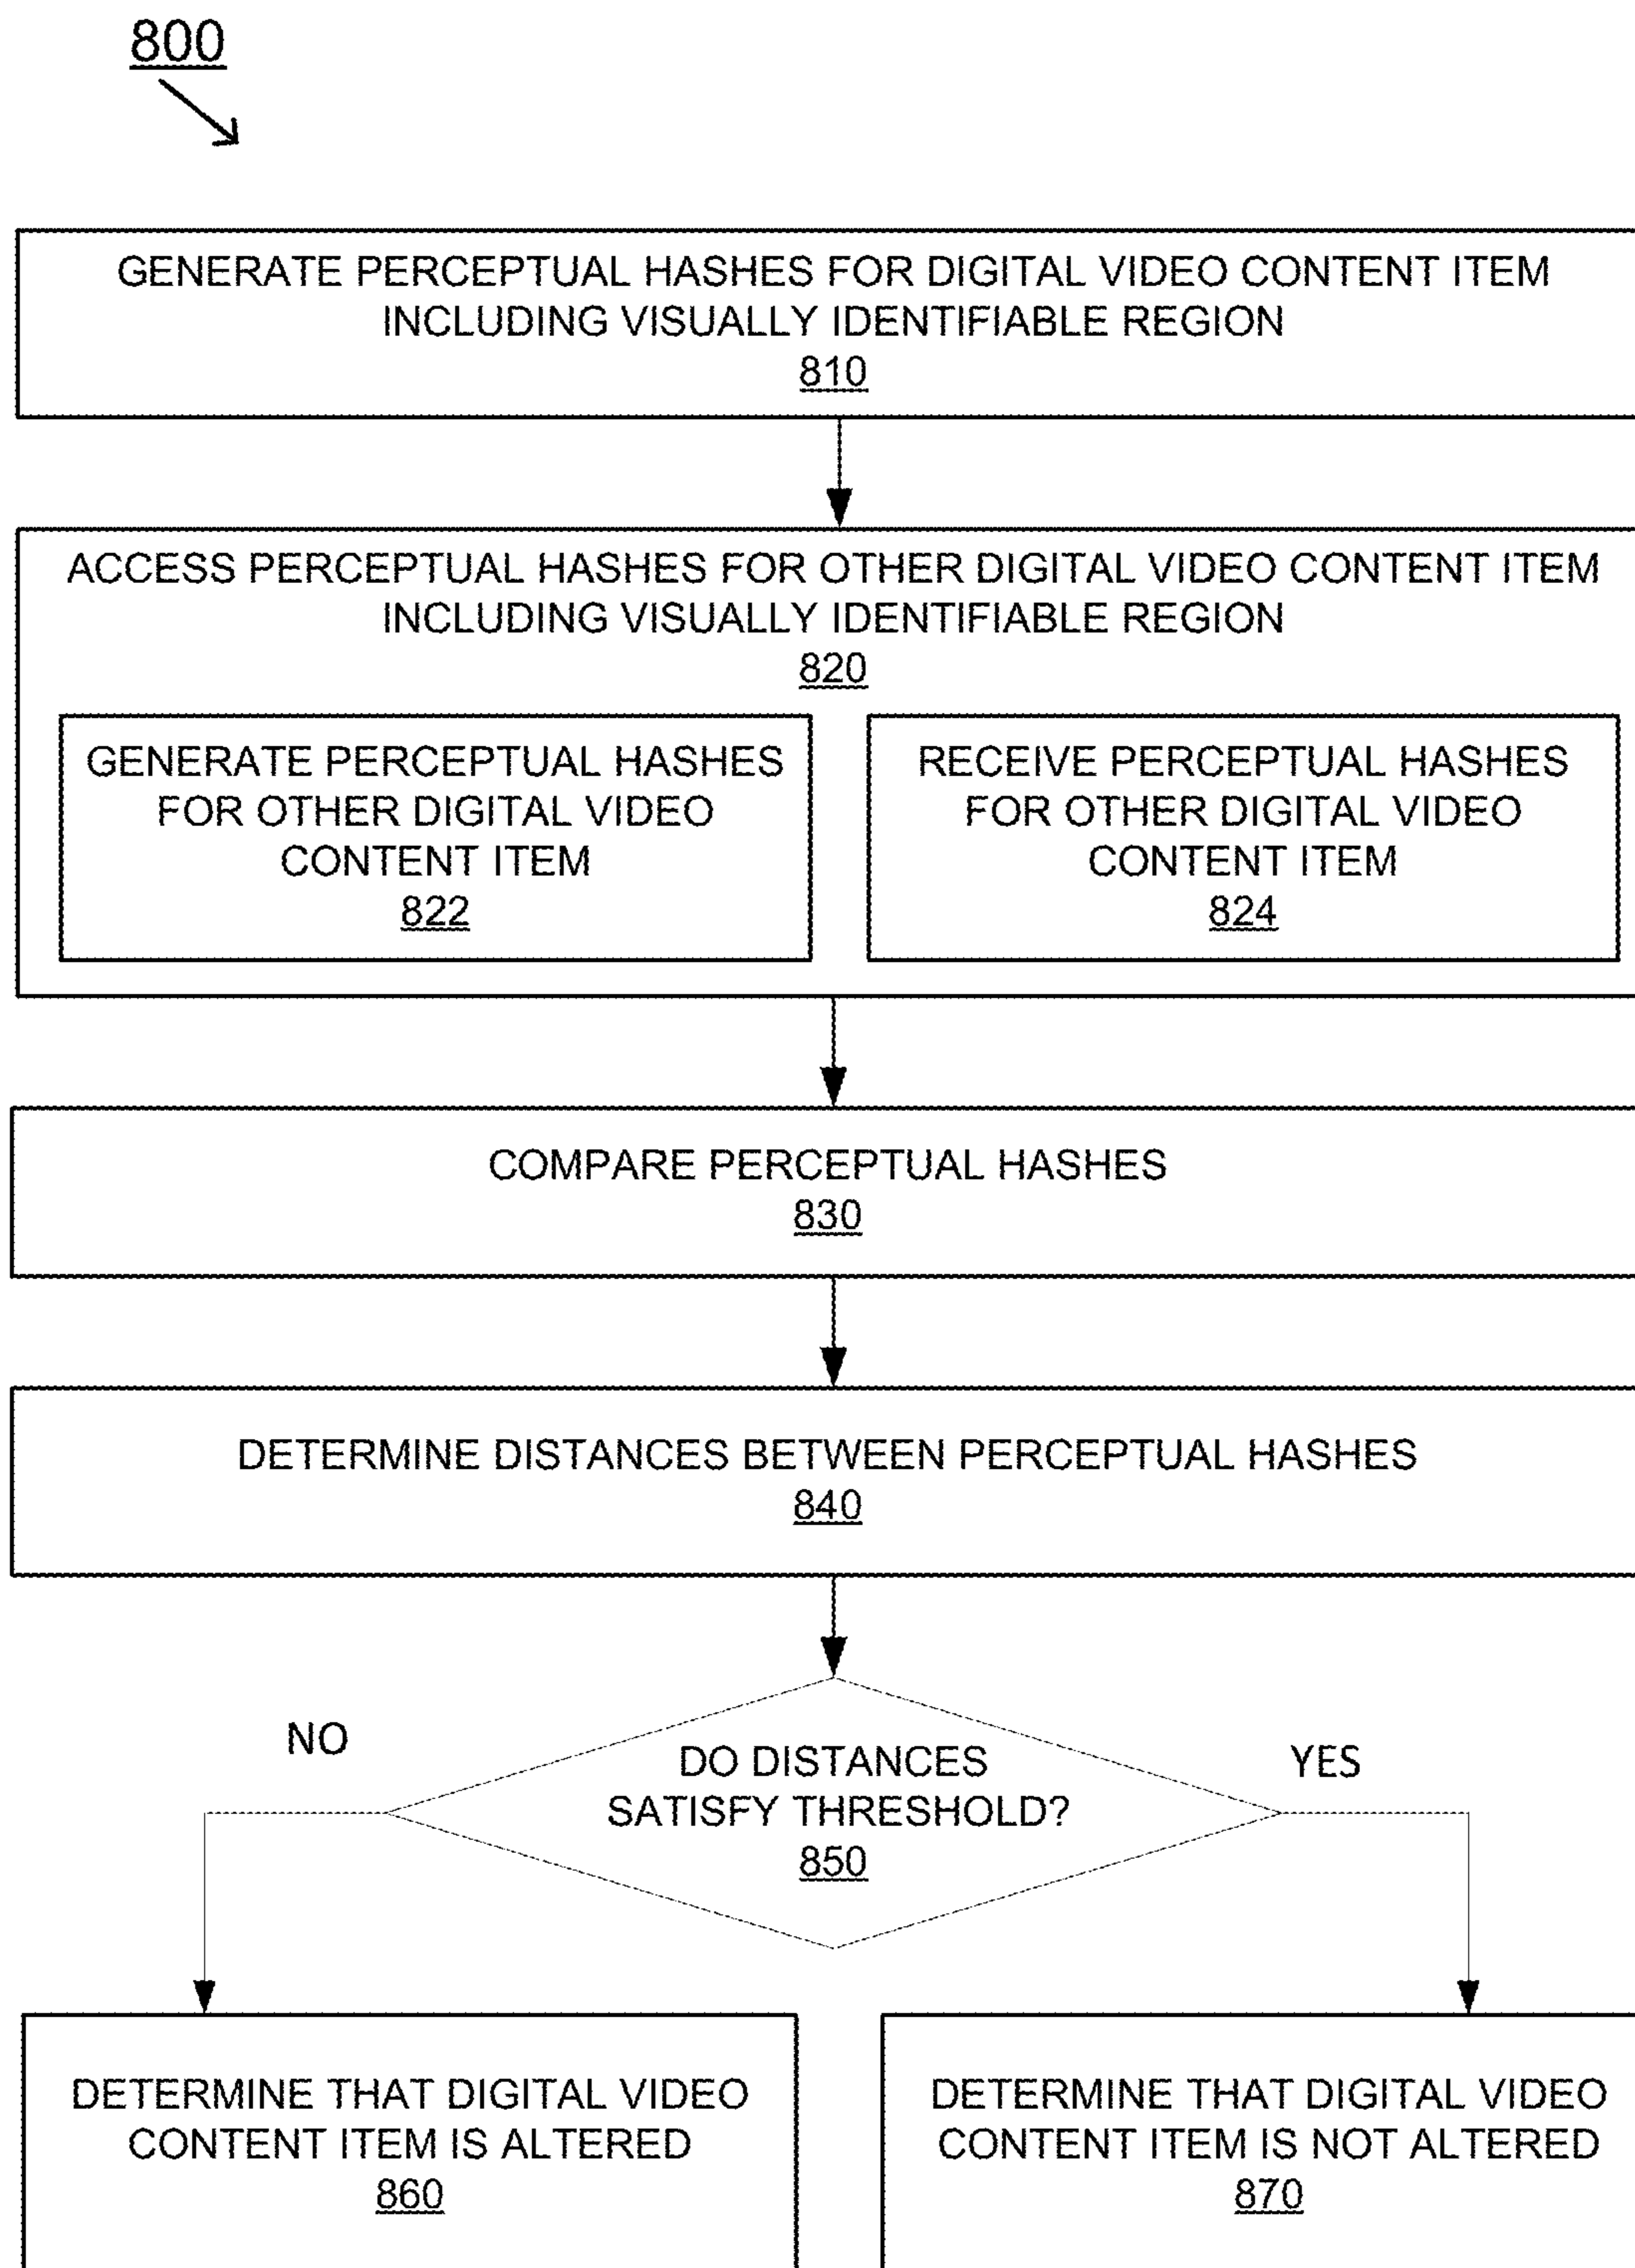 800
GENERATE PERCEPTUAL HASHES FOR DIGITAL VIDEO CONTENT ITEM
INCLUDING VISUALLY IDENTIFIABLE REGION
810
ACCESS PERCEPTUAL HASHES FOR OTHER DIGITAL VIDEO CONTENT ITEM
INCLUDING VISUALLY IDENTIFIABLE REGION
820
GENERATE PERCEPTUAL HASHES
FOR OTHER DIGITAL VIDEO
CONTENT ITEM
822
RECEIVE PERCEPTUAL HASHES
FOR OTHER DIGITAL VIDEO
CONTENT ITEM
824
COMPARE PERCEPTUAL HASHES
830
DETERMINE DISTANCES BETWEEN PERCEPTUAL HASHES
840
NO
DO DISTANCES
SATISFY THRESHOLD?
850
YES
DETERMINE THAT DIGITAL VIDEO
CONTENT ITEM IS ALTERED
860
DETERMINE THAT DIGITAL VIDEO
CONTENT ITEM IS NOT ALTERED
870